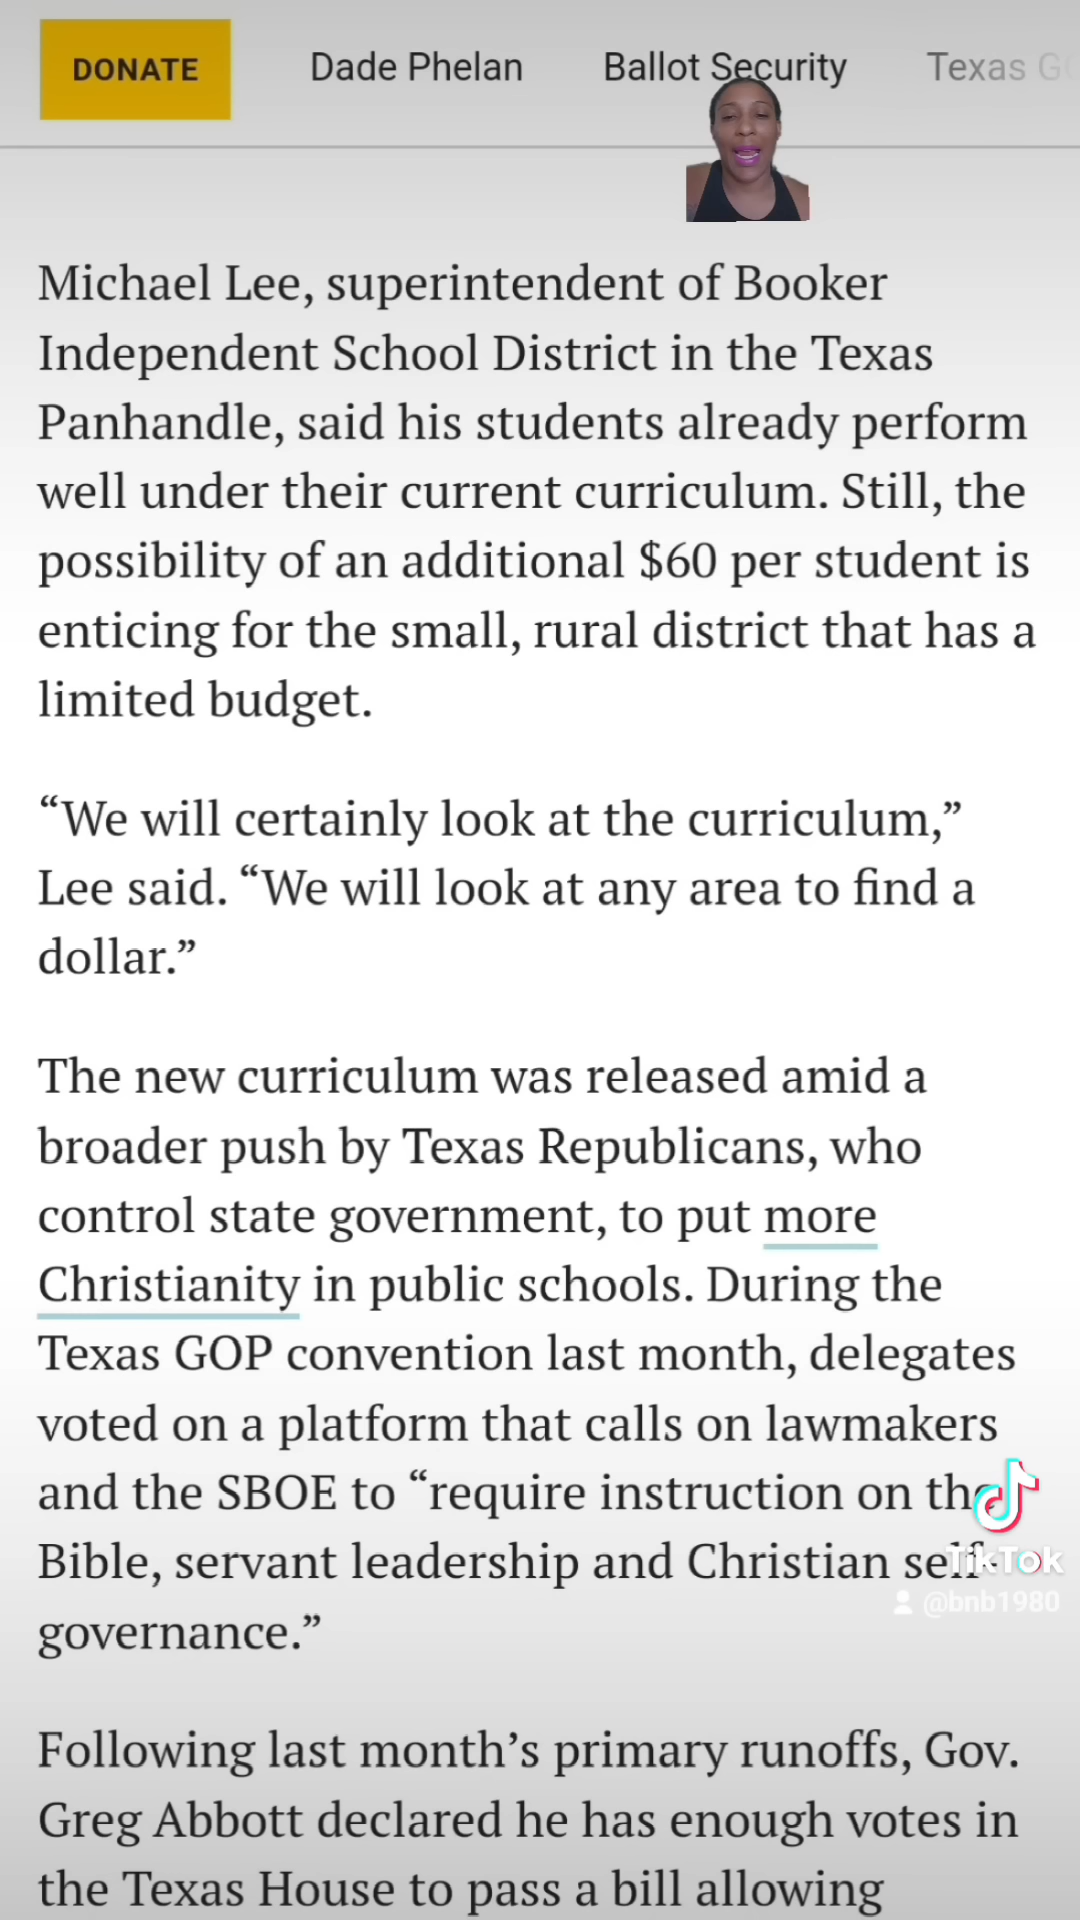 DONATE Dade Phelan Ballot Security Texas G
Michael Lee, superintendent of Booker
Independent School District in the Texas
Panhandle, said his students already perform
well under their current curriculum. Still, the
possibility of an additional $60 per student is
enticing for the small, rural district that has a
limited budget.
“We will certainly look at the curriculum,”
Lee said. “We will look at any area to find a
dollar.”
The new curriculum was released amid a
broader push by Texas Republicans, who
control state government, to put more
Christianity in public schools. During the
Texas GOP convention last month, delegates
voted on a platform that calls on lawmakers
and the SBOE to “require instruction on the
Bible, servant leadership and Christian self-
governance.”
TikTok
@bnb1980
Following last month’s primary runoffs, Gov.
Greg Abbott declared he has enough votes in
the Texas House to pass a bill allowing